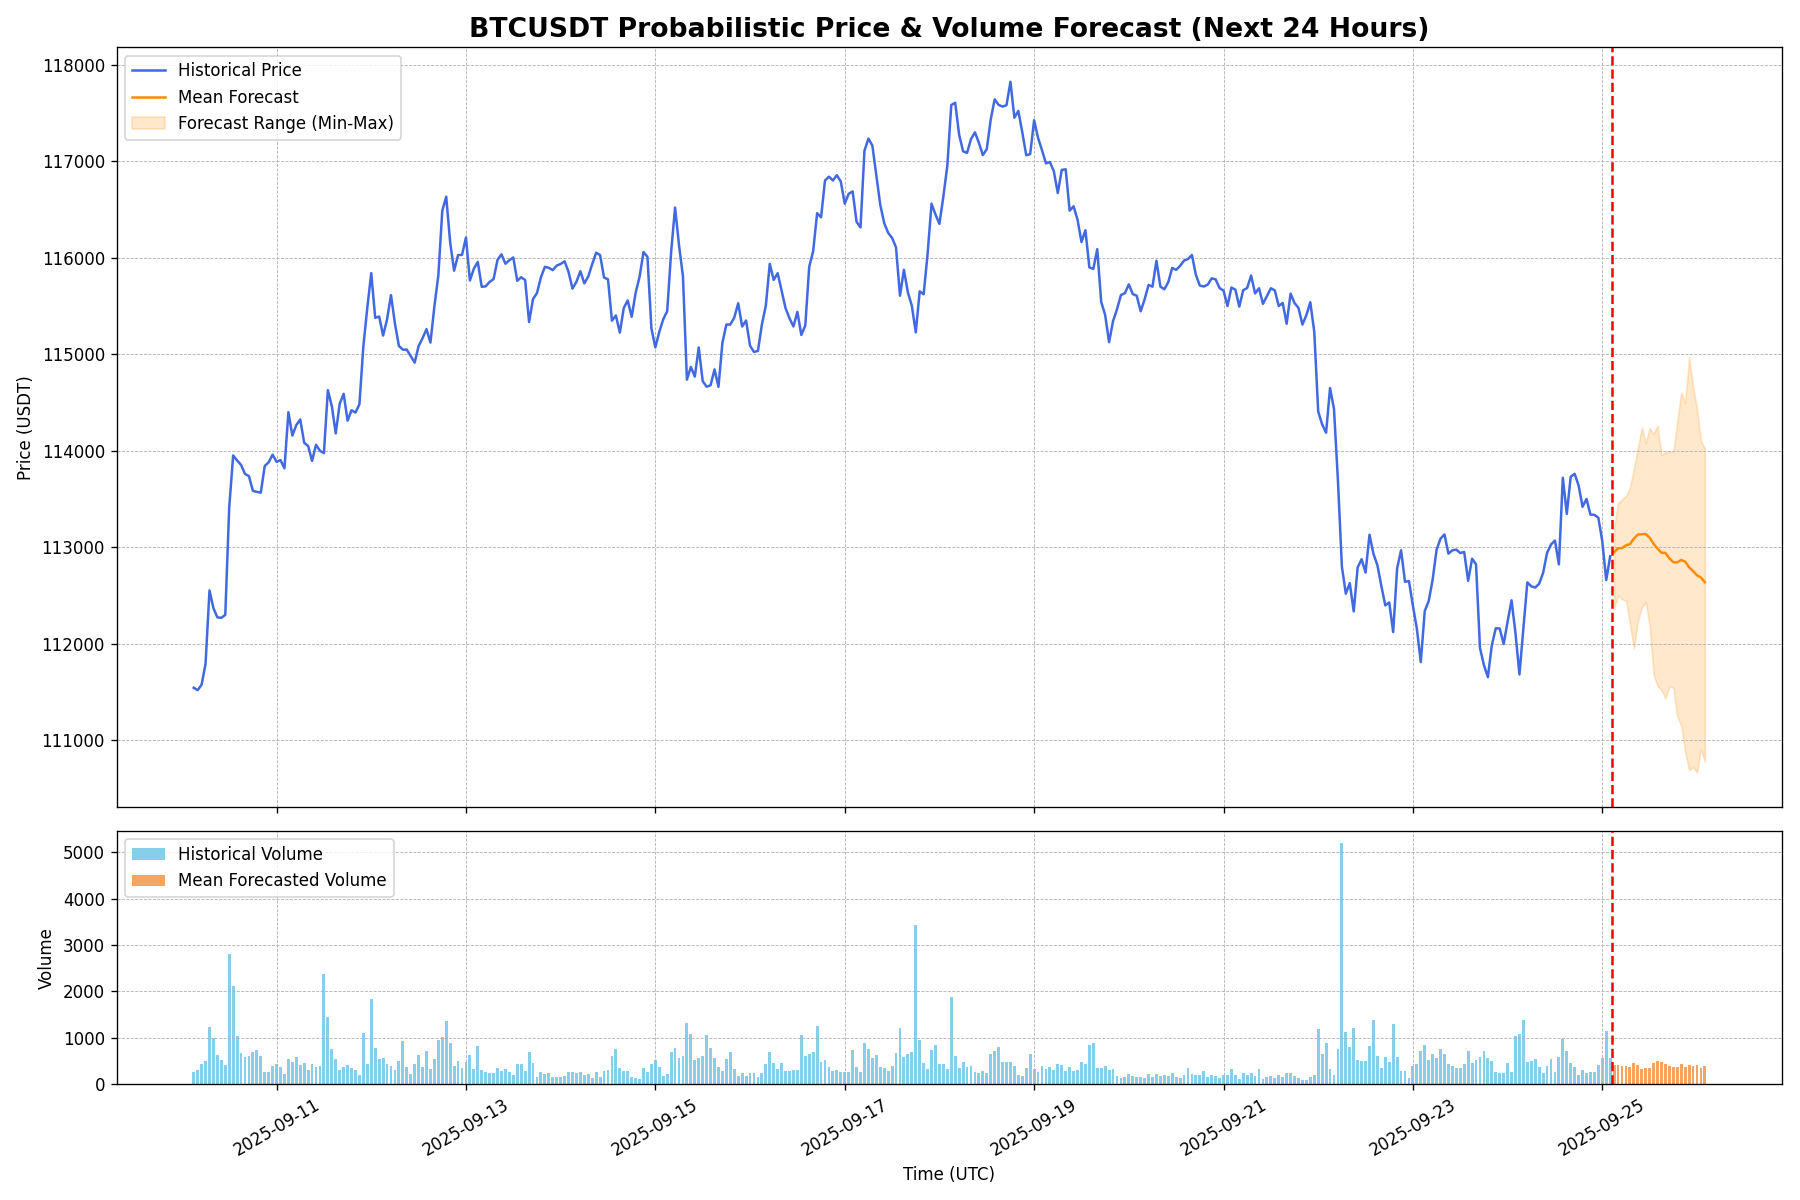 BTCUSDT Probabilistic Price & Volume Forecast (Next 24 Hours)
Historical Price
Mean Forecast
Forecast Range (Min-Max)
118000
117000
116000
115000
114000
113000
112000
111000
Price (USDT)
Historical Volume
Mean Forecasted Volume
5000
4000
3000
2000
1000
0
Volume
2025-09-11
2025-09-13
2025-09-15
2025-09-17
2025-09-19
2025-09-21
2025-09-23
2025-09-25
Time (UTC)